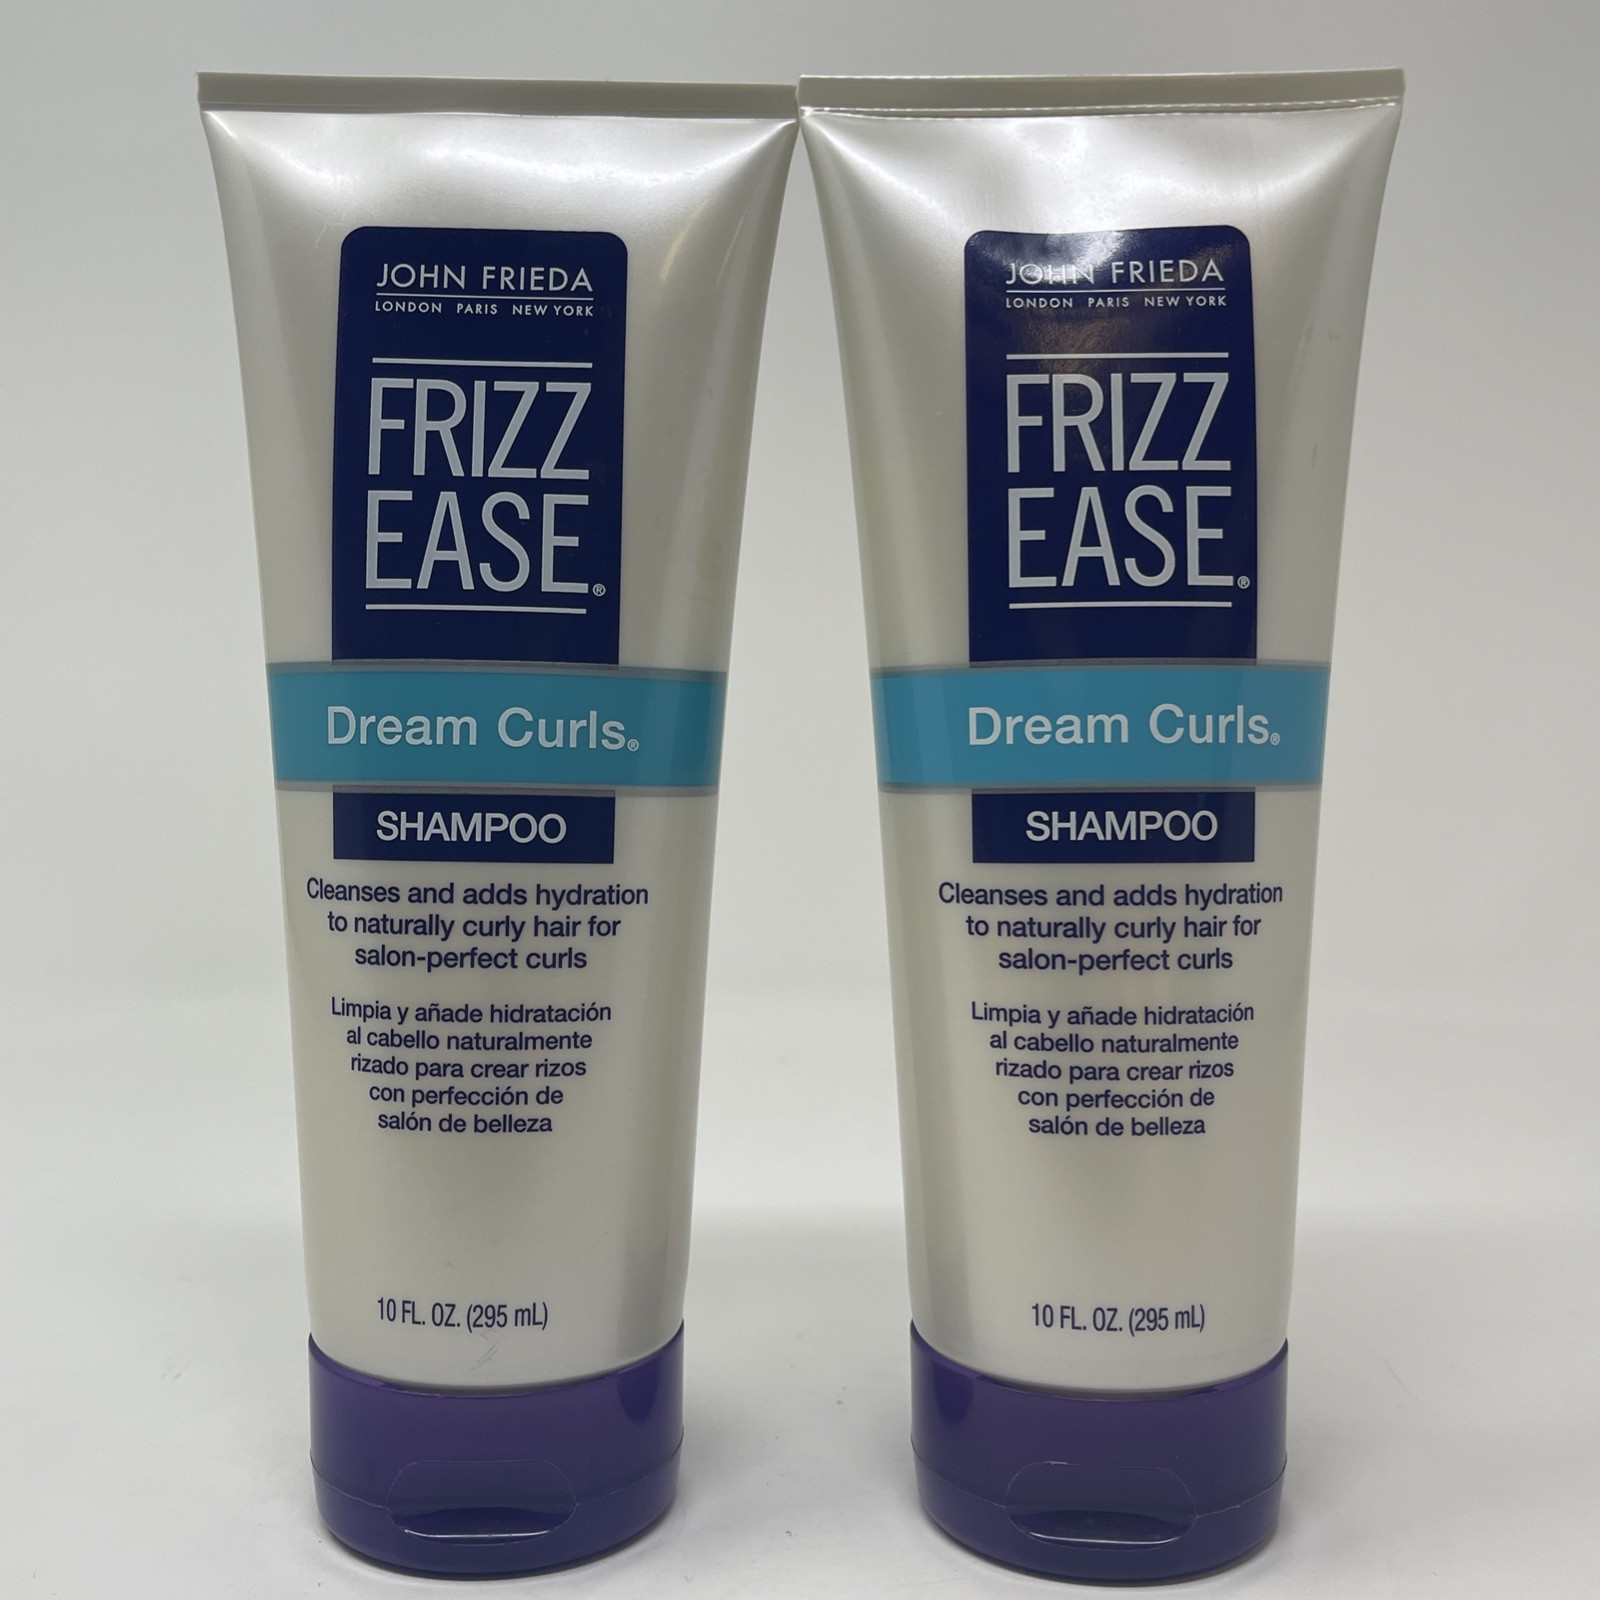 JOHN FRIEDA
LONDON PARIS NEW YORK
FRIZZ
EASE®
Dream Curls®
SHAMPOO
Cleanses and adds hydration
to naturally curly hair for
salon-perfect curls
Limpia y añade hidratación
al cabello naturalmente
rizado para crear rizos
con perfección de
salón de belleza
10 FL. OZ. (295 mL)
JOHN FRIEDA
LONDON PARIS NEW YORK
FRIZZ
EASE®
Dream Curls®
SHAMPOO
Cleanses and adds hydration
to naturally curly hair for
salon-perfect curls
Limpia y añade hidratación
al cabello naturalmente
rizado para crear rizos
con perfección de
salón de belleza
10 FL. OZ. (295 mL)